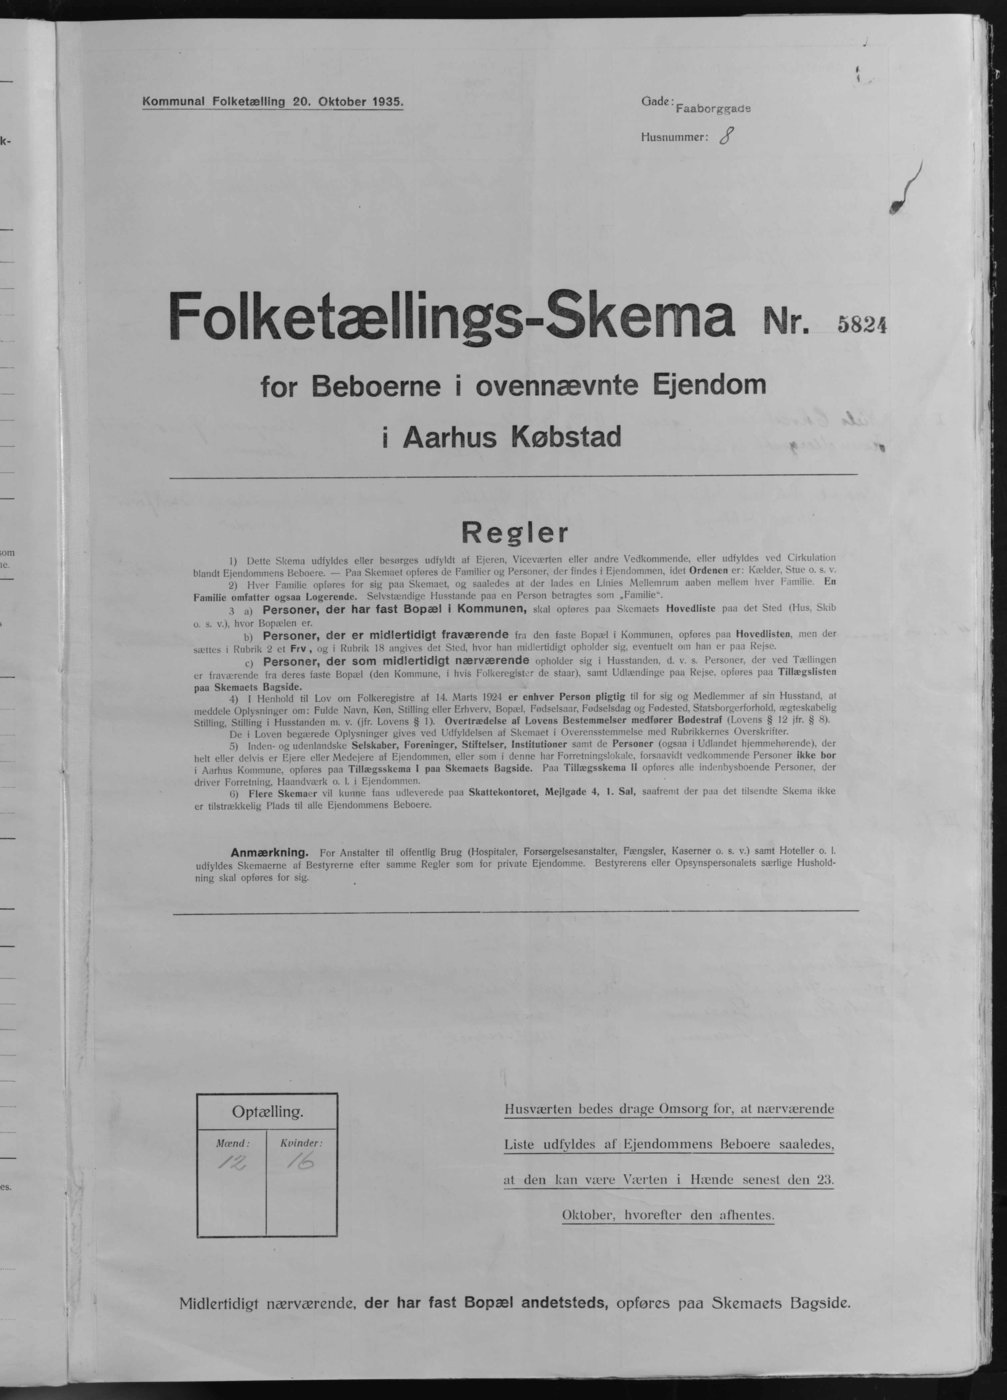 Kommunal Folketælling 20. Oktober 1935.
Gade: Faaborggade
Husnummer: 8
Folketællings-Skema Nr. 5824
for Beboerne i ovennævnte Ejendom
i Aarhus Købstad
Regler
1) Dette Skema udfyldes eller besørges udfyldt af Ejeren, Viceværten eller andre Vedkommende, eller udfyldes ved Cirkulation
blandt Ejendommens Beboere. — Paa Skemaet opføres de Familier og Personer, der findes i Ejendommen, idet Ordenen er: Kælder, Stue o. s. v.
2) Hver Familie opføres for sig paa Skemaet, og saaledes at der lades en Linies Mellemrum aaben mellem hver Familie. En
Familie omfatter ogsaa Logerende. Selvstændige Husstande paa en Person betragtes som „Familie“.
3 a) Personer, der har fast Bopæl i Kommunen, skal opføres paa Skemaets Hovedliste paa det Sted (Hus, Skib
o. s. v.), hvor Bopælen er.
b) Personer, der er midlertidigt fraværende fra den faste Bopæl i Kommunen, opføres paa Hovedlisten, men der
sættes i Rubrik 2 et Frv., og i Rubrik 18 angives det Sted, hvor han midlertidigt opholder sig, eventuelt om han er paa Rejse.
c) Personer, der som midlertidigt nærværende opholder sig i Husstanden, d. v. s. Personer, der ved Tællingen
er fraværende fra deres faste Bopæl (den Kommune, i hvis Folkeregister de staar), samt Udlændinge paa Rejse, opføres paa Tillægslisten
paa Skemaets Bagside.
4) I Henhold til Lov om Folkeregistre af 14. Marts 1924 er enhver Person pligtig til for sig og Medlemmer af sin Husstand, at
meddele Oplysninger om: Fulde Navn, Køn, Stilling eller Erhverv, Bopæl, Fødselsaar, Fødselsdag og Fødested, Statsborgerforhold, ægteskabelig
Stilling, Stilling i Husstanden m. v. (jfr. Lovens § 1). Overtrædelse af Lovens Bestemmelser medfører Bødestraf (Lovens § 12 jfr. § 8).
De i Loven begærede Oplysninger gives ved Udfyldelsen af Skemaet i Overensstemmelse med Rubrikkernes Overskrifter.
5) Inden- og udenlandske Selskaber, Foreninger, Stiftelser, Institutioner samt de Personer (ogsaa i Udlandet hjemmehørende), der
helt eller delvis er Ejere eller Medejere af Ejendommen, eller som i denne har Forretningslokale, forsaavidt vedkommende Personer ikke bor
i Aarhus Kommune, opføres paa Tillægsskema I paa Skemaets Bagside. Paa Tillægsskema II opføres alle indenbysboende Personer, der
driver Forretning, Haandværk o. l. i Ejendommen.
6) Flere Skemaer vil kunne faas udleverede paa Skattekontoret, Mejlgade 4, 1. Sal, saafremt der paa det tilsendte Skema ikke
er tilstrækkelig Plads til alle Ejendommens Beboere.
Anmærkning. For Anstalter til offentlig Brug (Hospitaler, Forsørgelsesanstalter, Fængsler, Kaserner o. s. v.) samt Hoteller o. l.
udfyldes Skemaerne af Bestyrerne efter samme Regler som for private Ejendomme. Bestyrerens eller Opsynspersonalets særlige Hushold-
ning skal opføres for sig.
Optælling.
Mænd: Kvinder:
12 16
Husværten bedes drage Omsorg for, at nærværende
Liste udfyldes af Ejendommens Beboere saaledes,
at den kan være Værten i Hænde senest den 23.
Oktober, hvorefter den afhentes.
Midlertidigt nærværende, der har fast Bopæl andetsteds, opføres paa Skemaets Bagside.